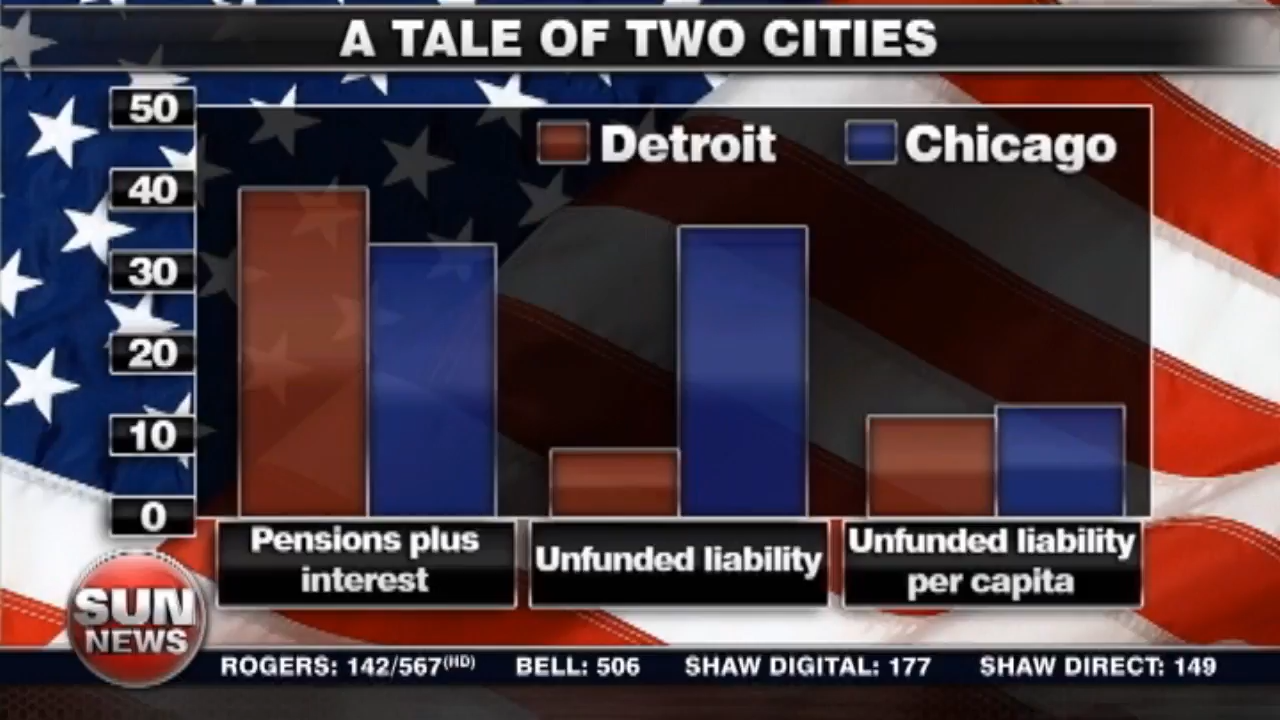 A TALE OF TWO CITIES
50
Detroit
Chicago
40
30
20
10
0
Pensions plus
interest
Unfunded liability
Unfunded liability
per capita
SUN
NEWS
ROGERS: 142/567(HD) BELL: 506 SHAW DIGITAL: 177 SHAW DIRECT: 149